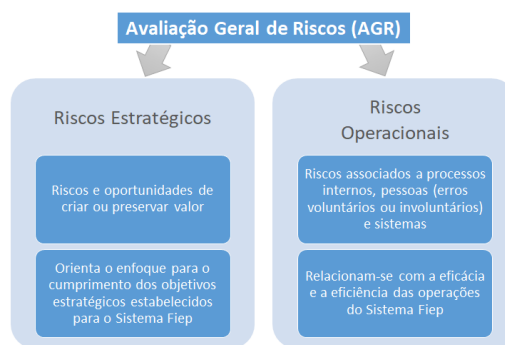 Avaliação Geral de Riscos (AGR)
Riscos Estratégicos
Riscos e oportunidades de
criar ou preservar valor
Orienta o enfoque para o
cumprimento dos objetivos
estratégicos estabelecidos
para o Sistema Fiep
Riscos
Operacionais
Riscos associados a processos
internos, pessoas (erros
voluntários ou involuntários)
e sistemas
Relacionam-se com a eficácia
e a eficiência das operações
do Sistema Fiep